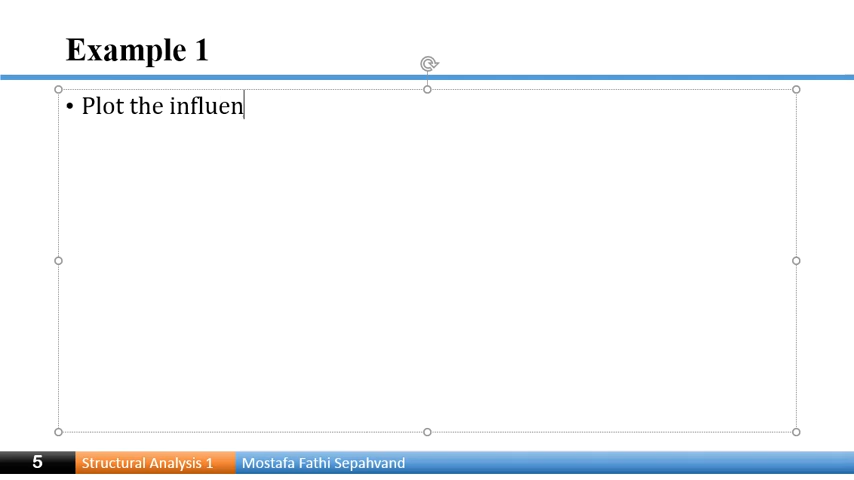 Example 1
• Plot the influen
5 Structural Analysis 1 Mostafa Fathi Sepahvand